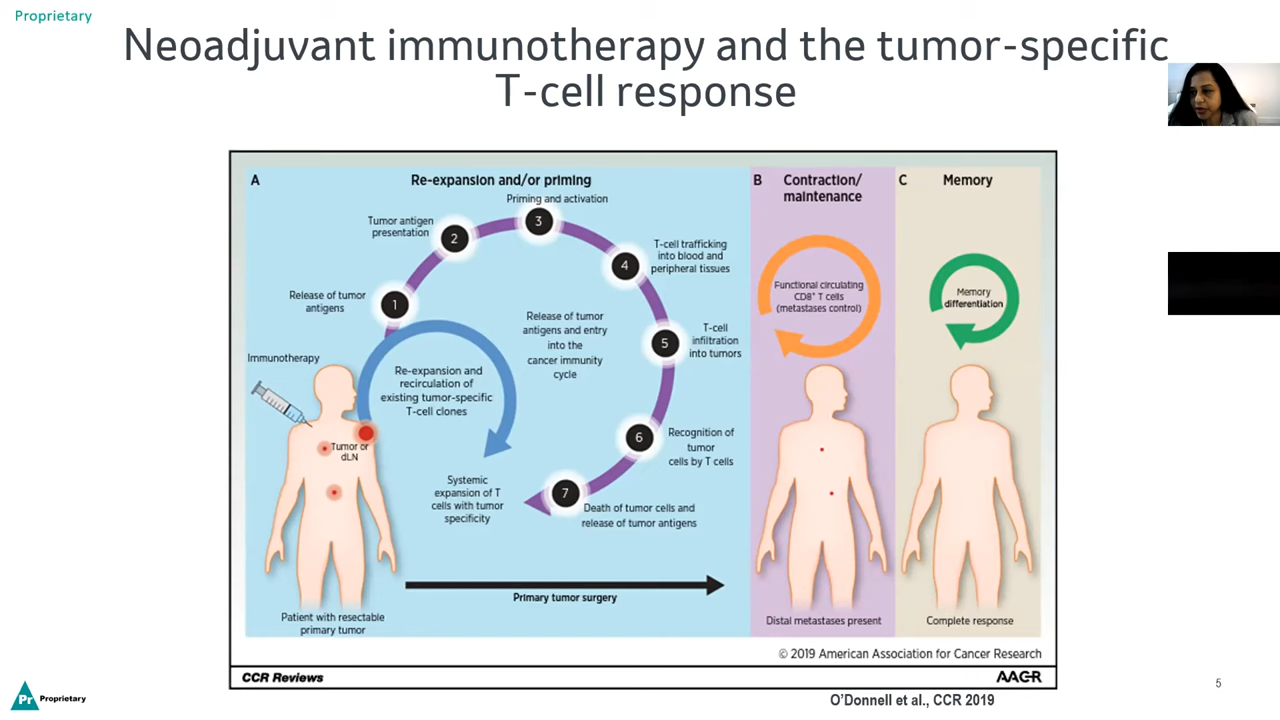 Proprietary
Neoadjuvant immunotherapy and the tumor-specific
T-cell response
A
Re-expansion and/or priming
Priming and activation
Tumor antigen
presentation
2
3
4
T-cell trafficking
into blood and
peripheral tissues
Release of tumor
antigens
1
Release of tumor
antigens and entry
into the
cancer immunity
cycle
5
T-cell
infiltration
into tumors
Immunotherapy
Re-expansion and
recirculation of
existing tumor-specific
T-cell clones
Tumor or
dLN
6
Recognition of
tumor
cells by T cells
Systemic
expansion of T
cells with tumor
specificity
7
Death of tumor cells and
release of tumor antigens
Primary tumor surgery
Patient with resectable
primary tumor
B
Contraction/
maintenance
Functional circulating
CD8⁺ T cells
(metastases control)
Distal metastases present
C
Memory
Memory
differentiation
Complete response
© 2019 American Association for Cancer Research
CCR Reviews
AACR
O'Donnell et al., CCR 2019
5
Pr
Proprietary